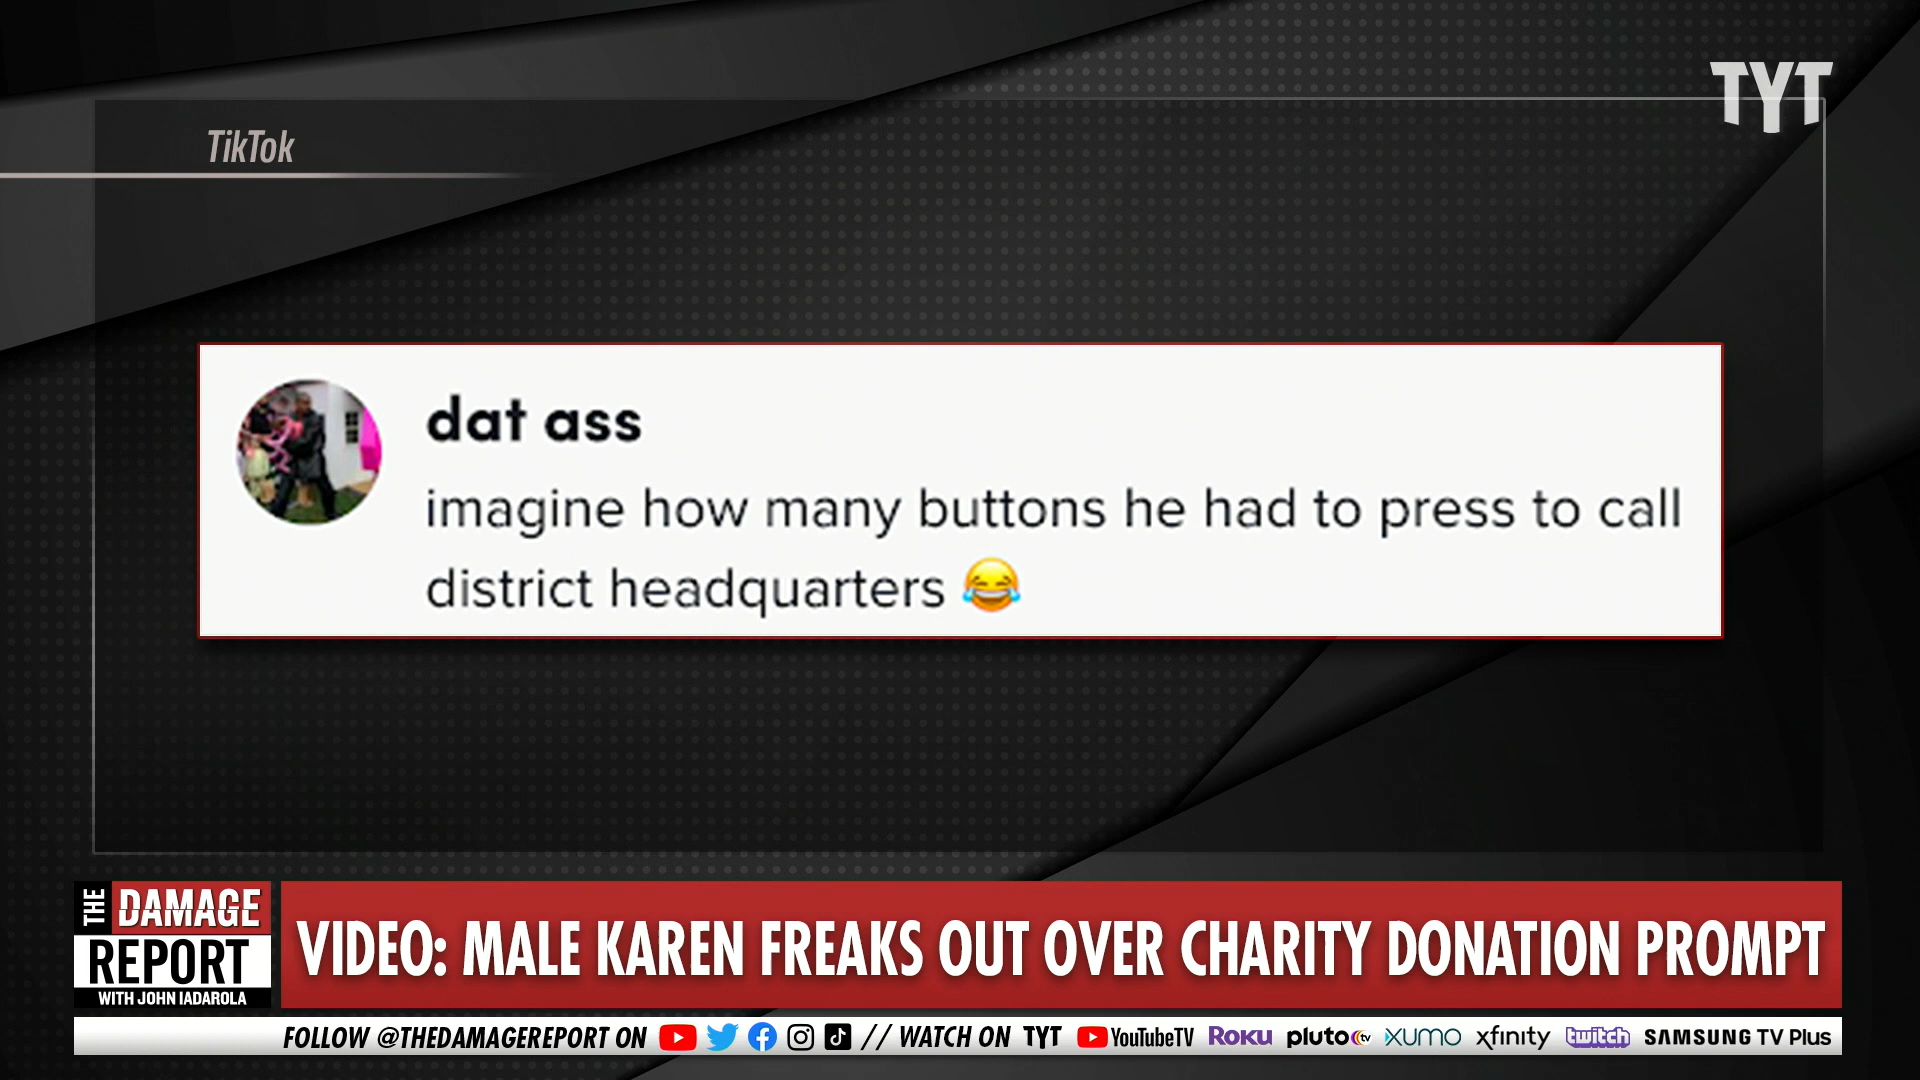 TYT
TikTok
dat ass
imagine how many buttons he had to press to call
district headquarters 😂
THE DAMAGE
REPORT
WITH JOHN IADAROLA
VIDEO: MALE KAREN FREAKS OUT OVER CHARITY DONATION PROMPT
FOLLOW @THEDAMAGEREPORT ON // WATCH ON TYT YouTubeTV ROKU pluto tv XUMO xfinity twitch SAMSUNG TV Plus